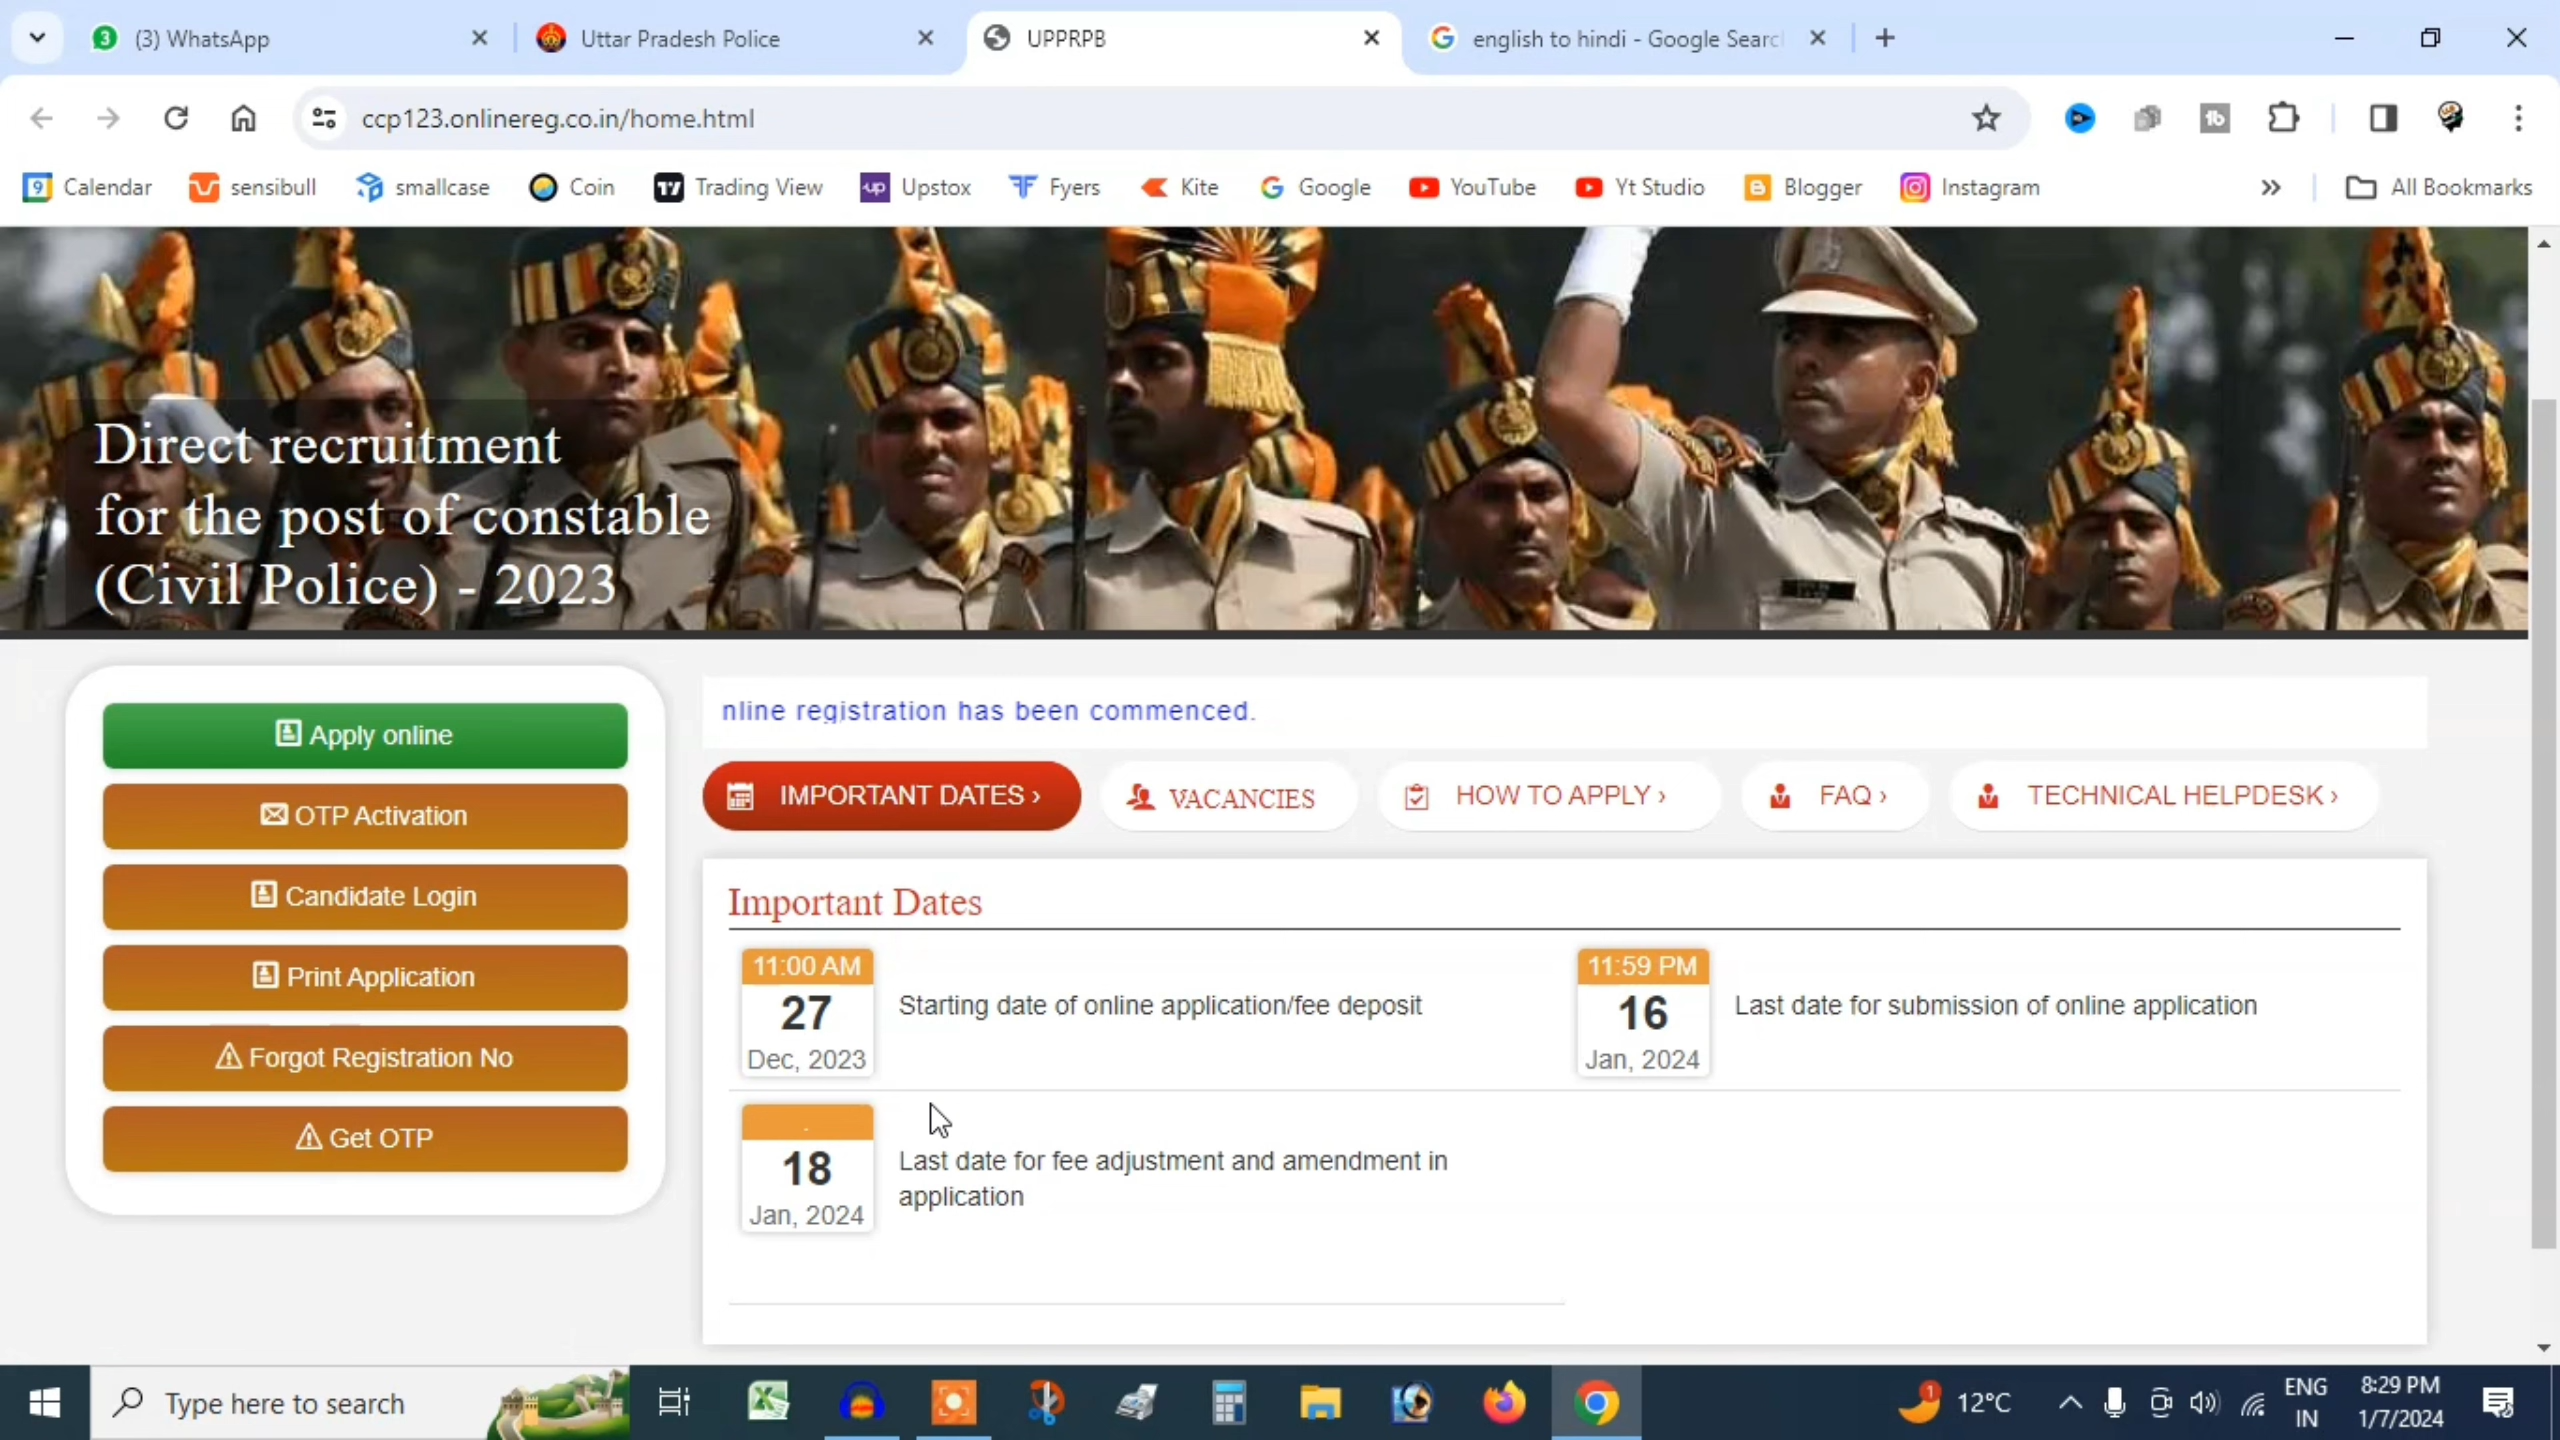 3
(3) WhatsApp
Uttar Pradesh Police
UPPRPB
english to hindi - Google Searc
ccp123.onlinereg.co.in/home.html
tb
9
Calendar
sensibull
smallcase
Coin
Trading View
up
Upstox
Fyers
Kite
Google
YouTube
Yt Studio
Blogger
Instagram
»
All Bookmarks
Direct recruitment
for the post of constable
(Civil Police) - 2023
Apply online
OTP Activation
Candidate Login
Print Application
Forgot Registration No
Get OTP
nline registration has been commenced.
IMPORTANT DATES ›
VACANCIES
HOW TO APPLY ›
FAQ ›
TECHNICAL HELPDESK ›
Important Dates
11:00 AM
27
Dec, 2023
Starting date of online application/fee deposit
11:59 PM
16
Jan, 2024
Last date for submission of online application
.
18
Jan, 2024
Last date for fee adjustment and amendment in
application
Type here to search
1
12°C
ENG
IN
8:29 PM
1/7/2024